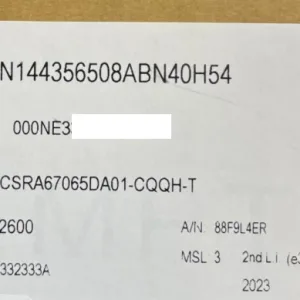 N144356508ABN40H54
000NE3
CSRA67065DA01-CQQH-T
2600 A/N 88F9L4ER
332333A MSL 3 2nd L i (e3
2023